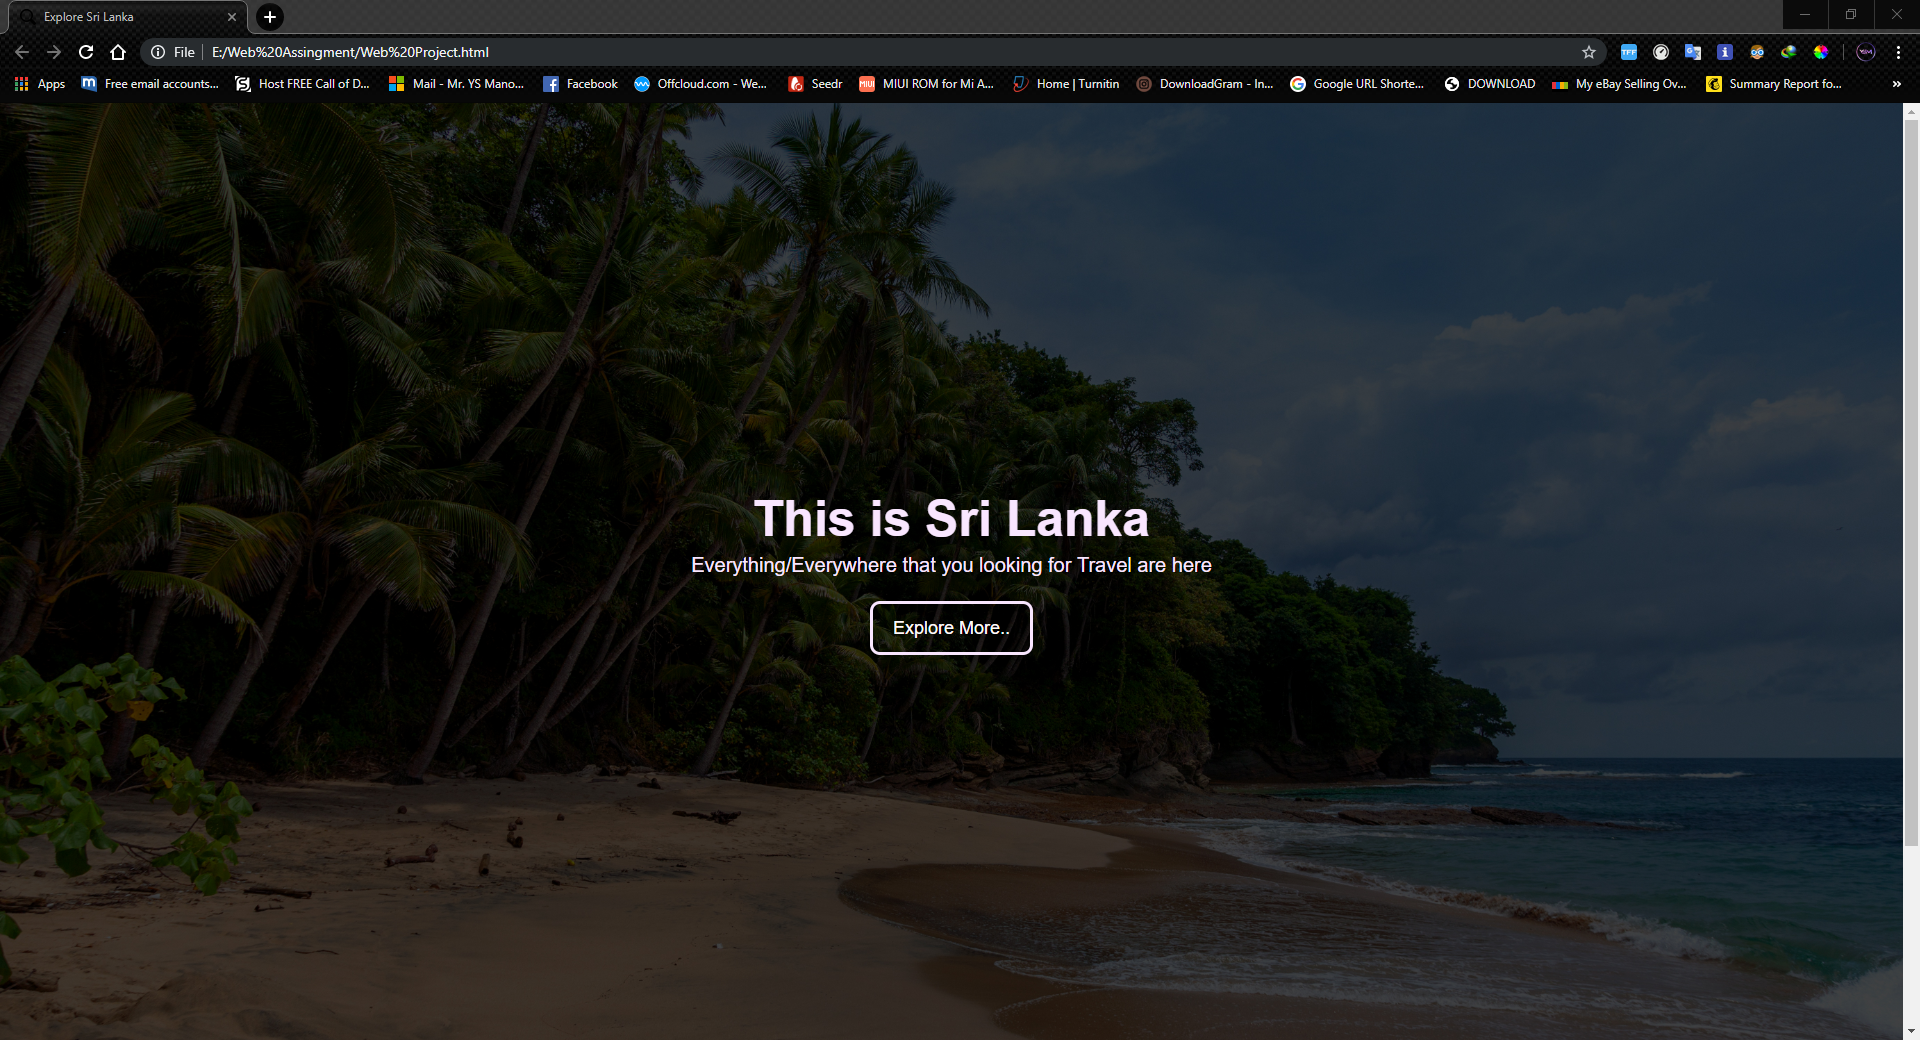 Explore Sri Lanka
File
E:/Web%20Assingment/Web%20Project.html
Apps
Free email accounts...
Host FREE Call of D...
Mail - Mr. YS Mano...
Facebook
Offcloud.com - We...
Seedr
MIUI ROM for Mi A...
Home | Turnitin
DownloadGram - In...
Google URL Shorte...
DOWNLOAD
My eBay Selling Ov...
Summary Report fo...
This is Sri Lanka
Everything/Everywhere that you looking for Travel are here
Explore More..